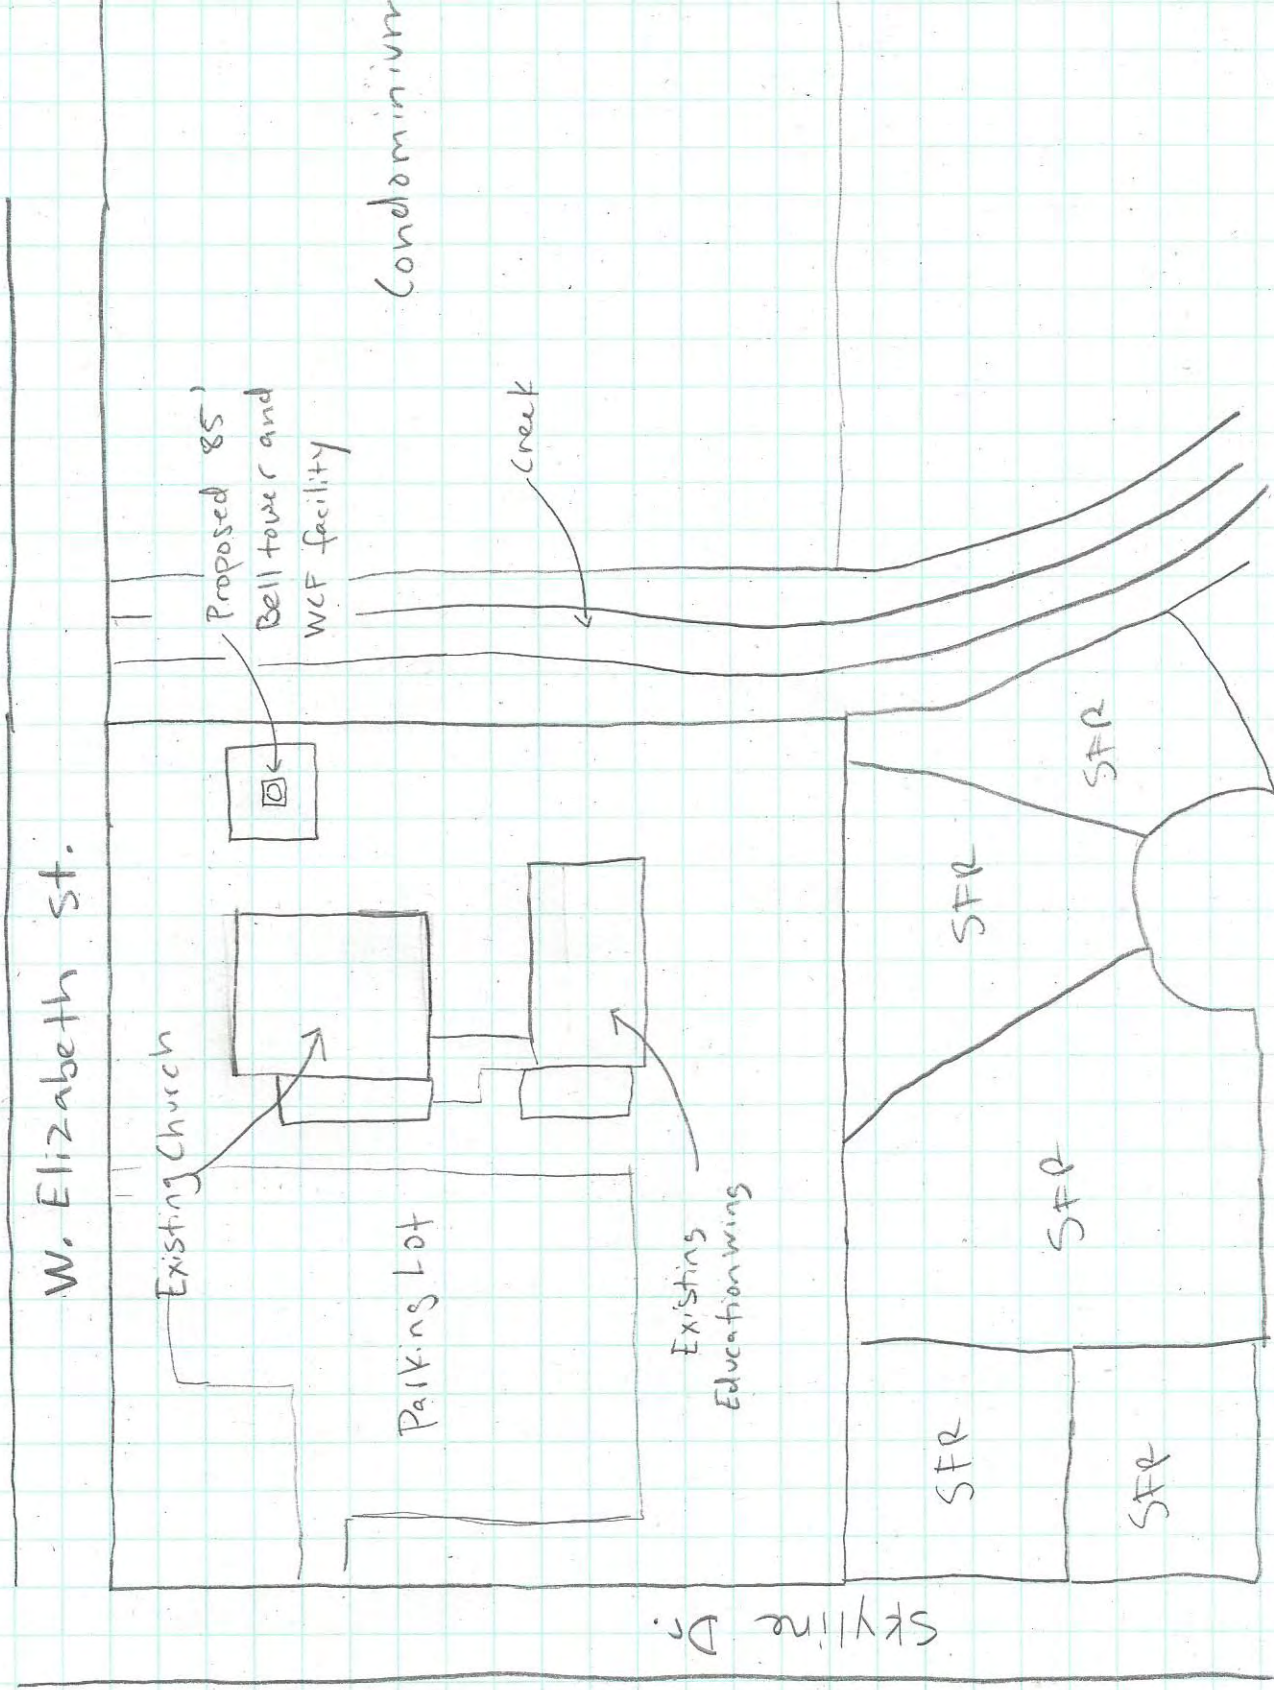 W. Elizabeth St.
Existing Church
Proposed 85'
Bell tower and
WCF facility
Condominium
Creek
Parking Lot
Existing
Education wing
Skyline Dr.
SFR
SFR
SFR
SFR
SFR